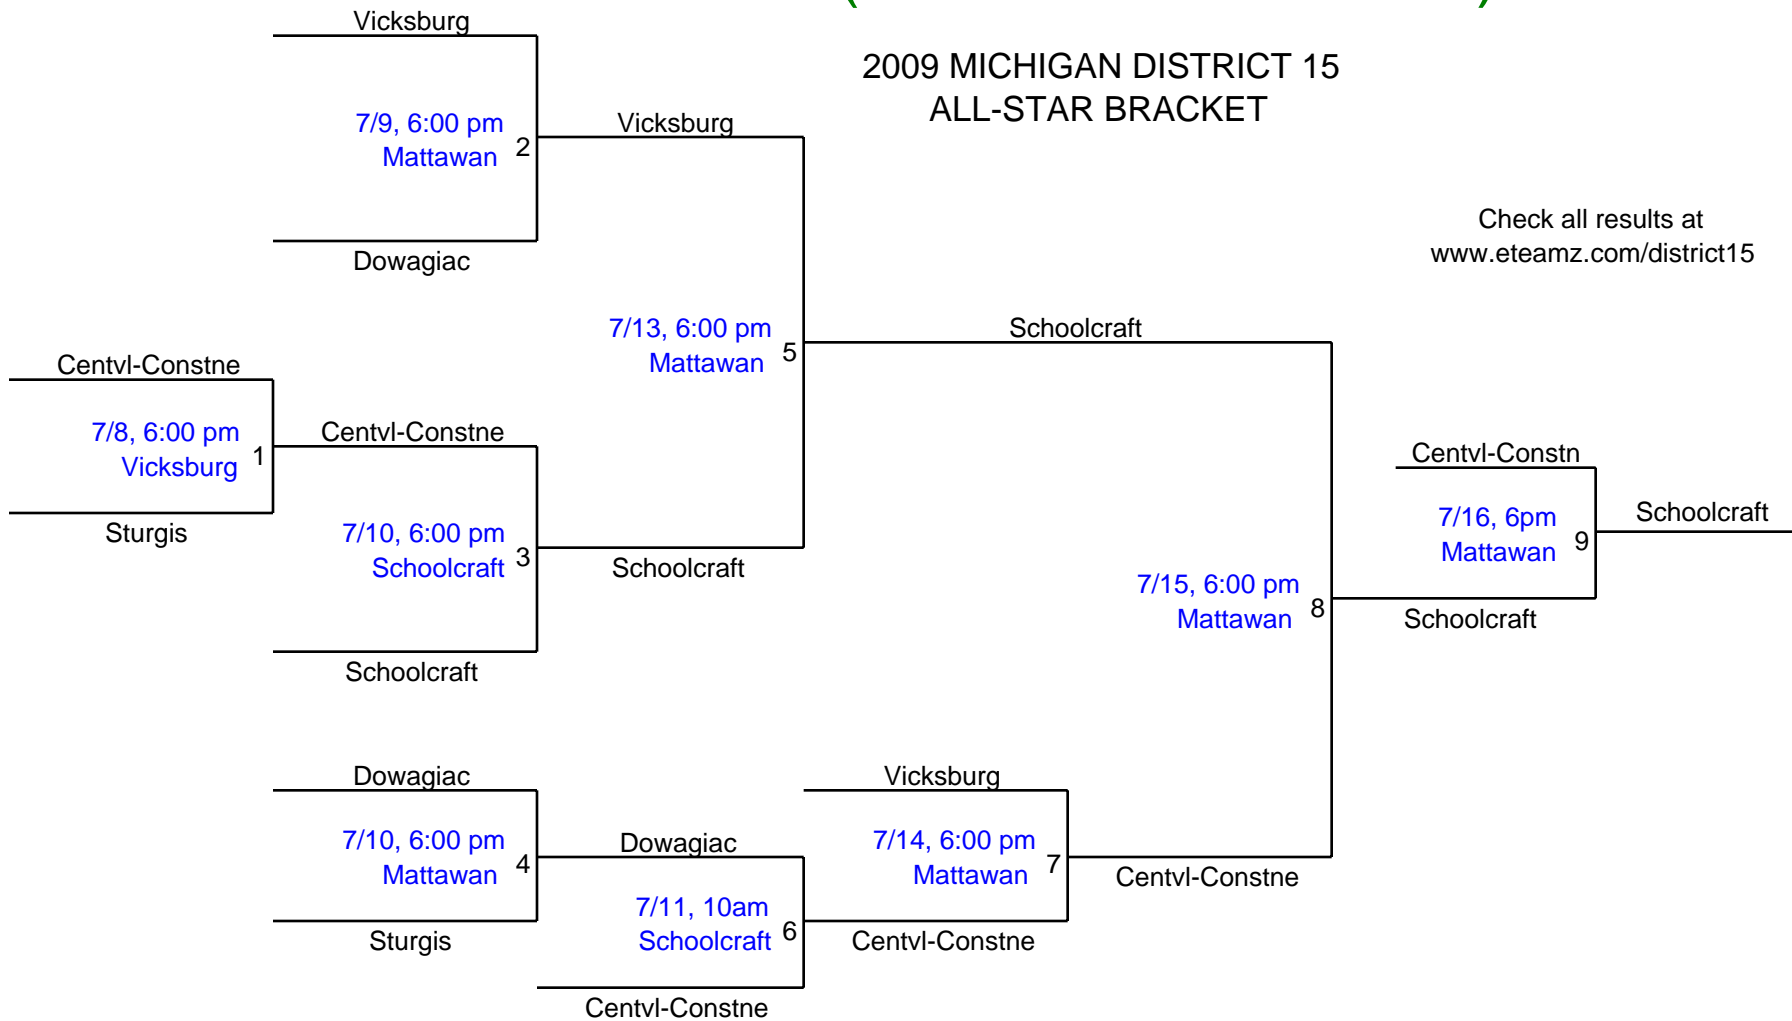 Vicksburg
2009 MICHIGAN DISTRICT 15
ALL-STAR BRACKET
7/9, 6:00 pm
Mattawan
2
Vicksburg
Dowagiac
Check all results at
www.eteamz.com/district15
7/13, 6:00 pm
Mattawan
5
Schoolcraft
Centvl-Constne
7/8, 6:00 pm
Vicksburg
1
Centvl-Constne
Sturgis
7/10, 6:00 pm
Schoolcraft
3
Schoolcraft
Schoolcraft
Centvl-Constn
7/16, 6pm
Mattawan
9
Schoolcraft
7/15, 6:00 pm
Mattawan
8
Schoolcraft
Dowagiac
7/10, 6:00 pm
Mattawan
4
Sturgis
Dowagiac
7/11, 10am
Schoolcraft
6
Centvl-Constne
Vicksburg
7/14, 6:00 pm
Mattawan
7
Centvl-Constne
Centvl-Constne